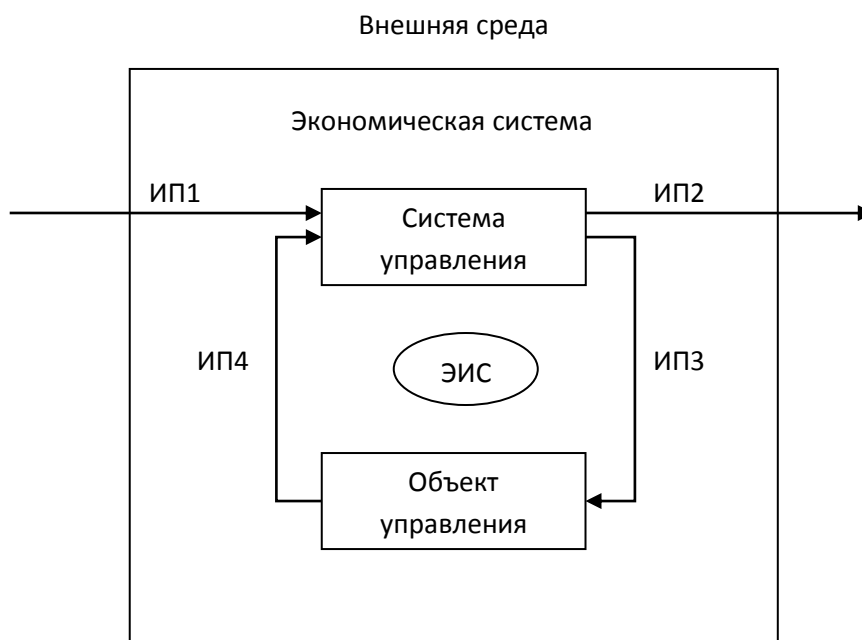 Внешняя среда
Экономическая система
ИП1
ИП2
Система
управления
ИП4
ЭИС
ИП3
Объект
управления